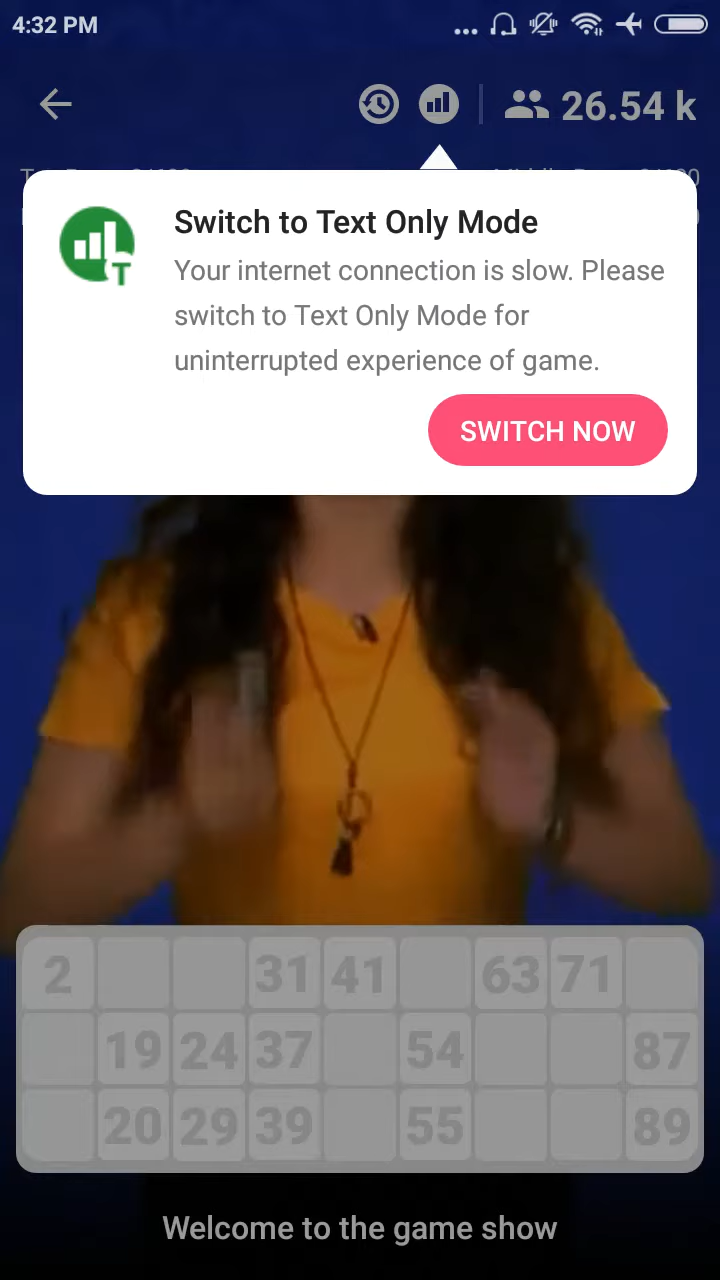 4:32 PM
26.54 k
Switch to Text Only Mode
Your internet connection is slow. Please
switch to Text Only Mode for
uninterrupted experience of game.
SWITCH NOW
2 31 41 63 71
19 24 37 54 87
20 29 39 55 89
Welcome to the game show